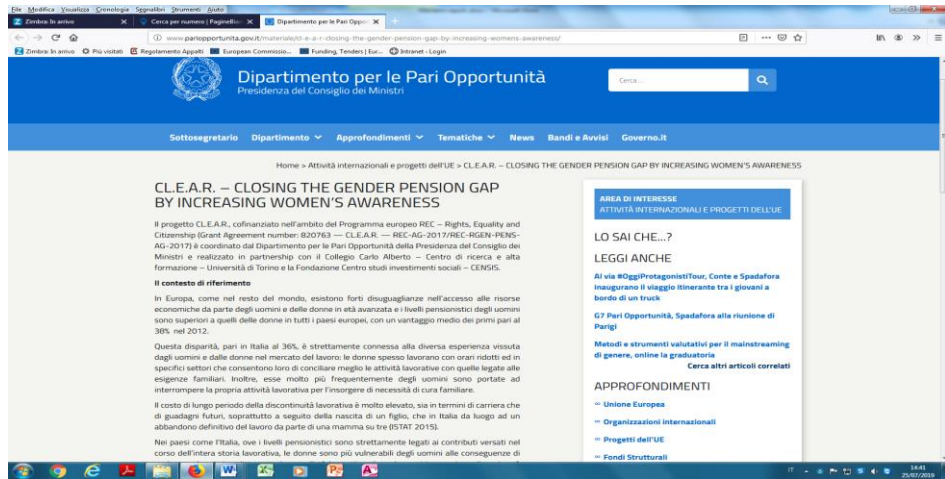 File Modifica Visualizza Cronologia Segnalibri Strumenti Aiuto
Zimbra: In arrivo
Cerca per numero | PagineBian
Dipartimento per le Pari Oppor
www.pariopportunita.gov.it/materiale/cl-e-a-r-closing-the-gender-pension-gap-by-increasing-womens-awareness/
Zimbra: In arrivo Più visitati Regolamento Appalti European Commissio... Funding, Tenders | Eur... Intranet - Login
Dipartimento per le Pari Opportunità
Presidenza del Consiglio dei Ministri
Cerca...
Sottosegretario Dipartimento Approfondimenti Tematiche News Bandi e Avvisi Governo.it
Home > Attività internazionali e progetti dell'UE > CL.E.A.R. – CLOSING THE GENDER PENSION GAP BY INCREASING WOMEN'S AWARENESS
CL.E.A.R. – CLOSING THE GENDER PENSION GAP
BY INCREASING WOMEN'S AWARENESS
Il progetto CL.E.A.R., cofinanziato nell'ambito del Programma europeo REC – Rights, Equality and
Citizenship (Grant Agreement number: 820763 — CL.E.A.R. — REC-AG-2017/REC-RGEN-PENS-
AG-2017) è coordinato dal Dipartimento per le Pari Opportunità della Presidenza del Consiglio dei
Ministri e realizzato in partnership con il Collegio Carlo Alberto – Centro di ricerca e alta
formazione – Università di Torino e la Fondazione Centro studi investimenti sociali – CENSIS.
Il contesto di riferimento
In Europa, come nel resto del mondo, esistono forti disuguaglianze nell'accesso alle risorse
economiche da parte degli uomini e delle donne in età avanzata e i livelli pensionistici degli uomini
sono superiori a quelli delle donne in tutti i paesi europei, con un vantaggio medio dei primi pari al
38% nel 2012.
Questa disparità, pari in Italia al 36%, è strettamente connessa alla diversa esperienza vissuta
dagli uomini e dalle donne nel mercato del lavoro: le donne spesso lavorano con orari ridotti ed in
specifici settori che consentono loro di conciliare meglio le attività lavorative con quelle legate alle
esigenze familiari. Inoltre, esse molto più frequentemente degli uomini sono portate ad
interrompere la propria attività lavorativa per l'insorgere di necessità di cura familiare.
Il costo di lungo periodo della discontinuità lavorativa è molto elevato, sia in termini di carriera che
di guadagni futuri, soprattutto a seguito della nascita di un figlio, che in Italia da luogo ad un
abbandono definitivo del lavoro da parte di una mamma su tre (ISTAT 2015).
Nei paesi come l'Italia, ove i livelli pensionistici sono strettamente legati ai contributi versati nel
corso dell'intera storia lavorativa, le donne sono più vulnerabili degli uomini alle conseguenze di
AREA DI INTERESSE
ATTIVITÀ INTERNAZIONALI E PROGETTI DELL'UE
LO SAI CHE...?
LEGGI ANCHE
Al via #OggiProtagonistiTour, Conte e Spadafora
inaugurano il viaggio itinerante tra i giovani a
bordo di un truck
G7 Pari Opportunità, Spadafora alla riunione di
Parigi
Metodi e strumenti valutativi per il mainstreaming
di genere, online la graduatoria
Cerca altri articoli correlati
APPROFONDIMENTI
Unione Europea
Organizzazioni internazionali
Progetti dell'UE
Fondi Strutturali
IT
14:41
25/07/2019